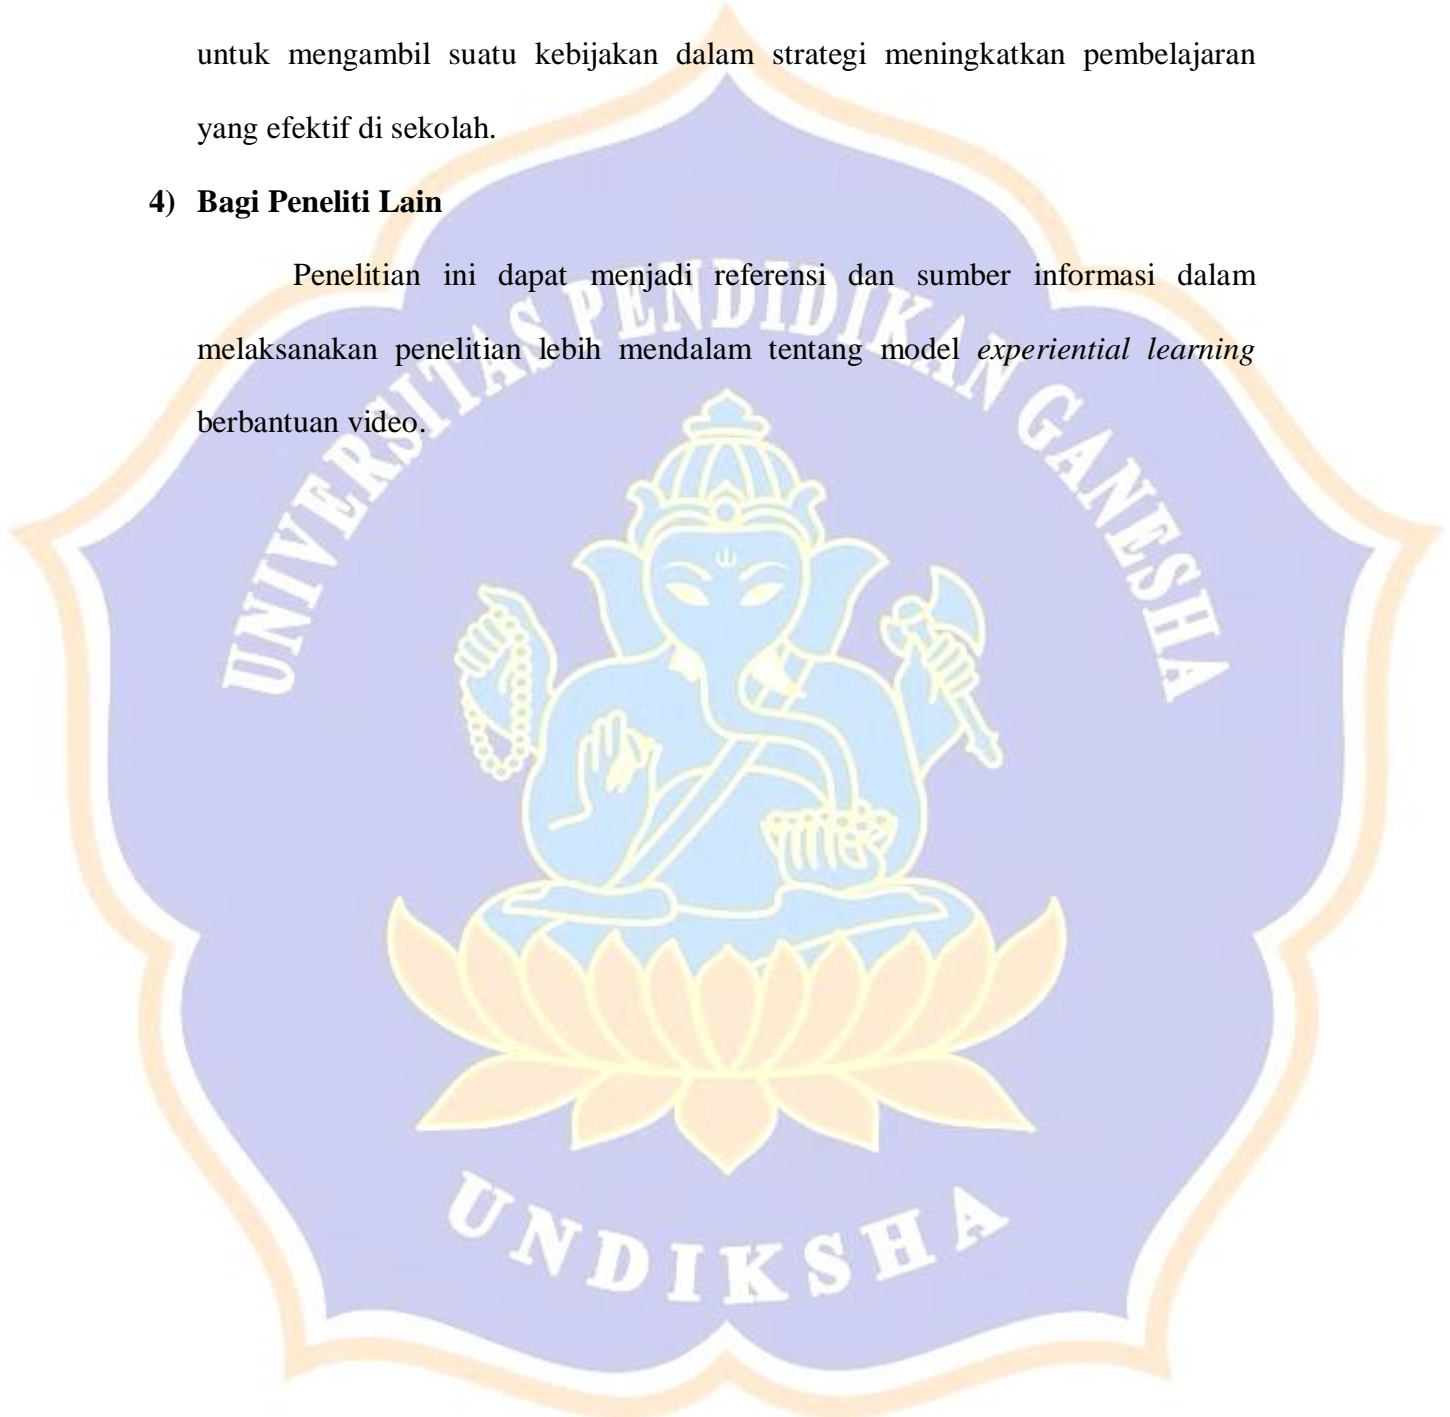 untuk mengambil suatu kebijakan dalam strategi meningkatkan pembelajaran
yang efektif di sekolah.
4) Bagi Peneliti Lain
Penelitian ini dapat menjadi referensi dan sumber informasi dalam
melaksanakan penelitian lebih mendalam tentang model experiential learning
berbantuan video.
UNIVERSITAS PENDIDIKAN GANESHA
UNDIKSHA